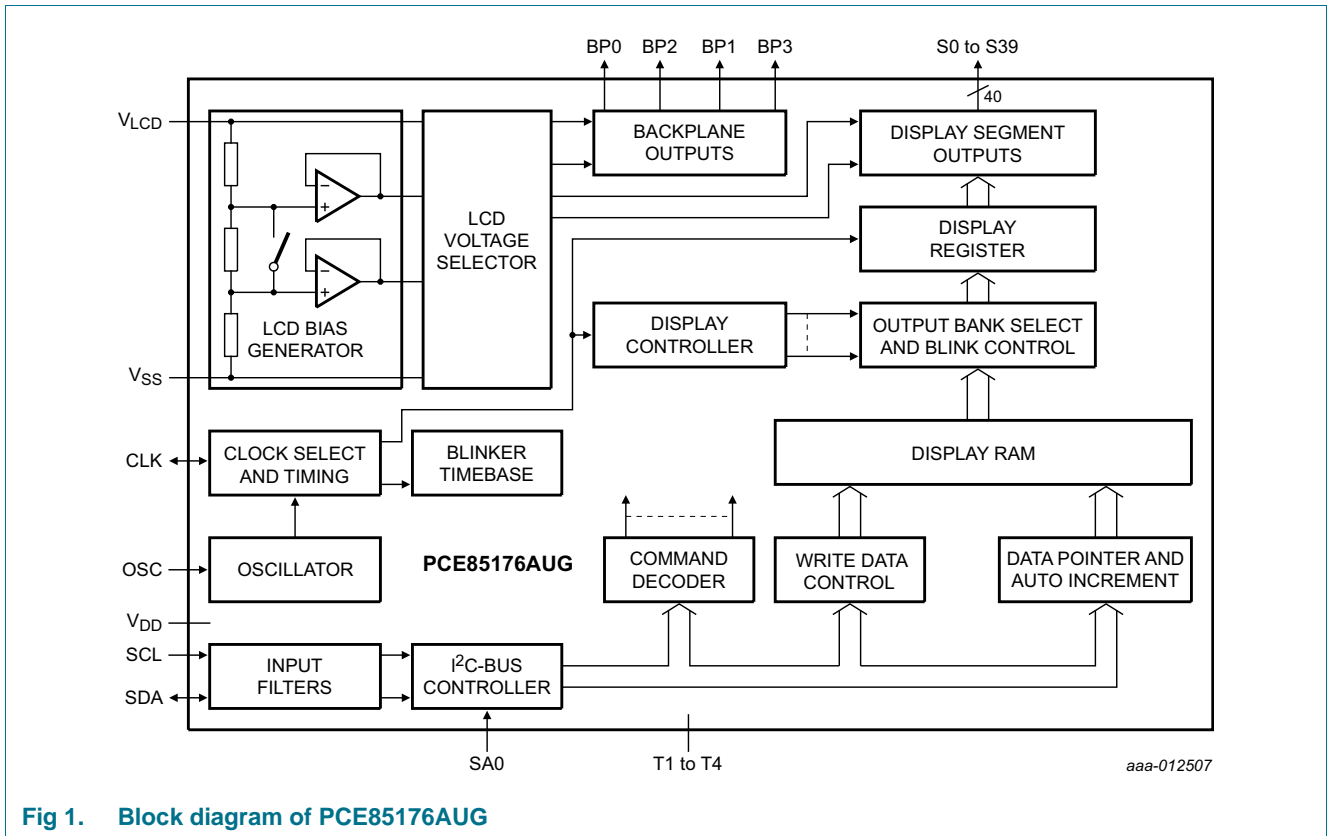 BP0 BP2 BP1 BP3
S0 to S39
40
VLCD
BACKPLANE
OUTPUTS
DISPLAY SEGMENT
OUTPUTS
−
+
LCD
VOLTAGE
SELECTOR
DISPLAY
REGISTER
−
+
LCD BIAS
GENERATOR
DISPLAY
CONTROLLER
OUTPUT BANK SELECT
AND BLINK CONTROL
VSS
CLK
CLOCK SELECT
AND TIMING
BLINKER
TIMEBASE
DISPLAY RAM
OSC
OSCILLATOR
PCE85176AUG
COMMAND
DECODER
WRITE DATA
CONTROL
DATA POINTER AND
AUTO INCREMENT
VDD
SCL
SDA
INPUT
FILTERS
I2C-BUS
CONTROLLER
SA0
T1 to T4
aaa-012507
Fig 1. Block diagram of PCE85176AUG